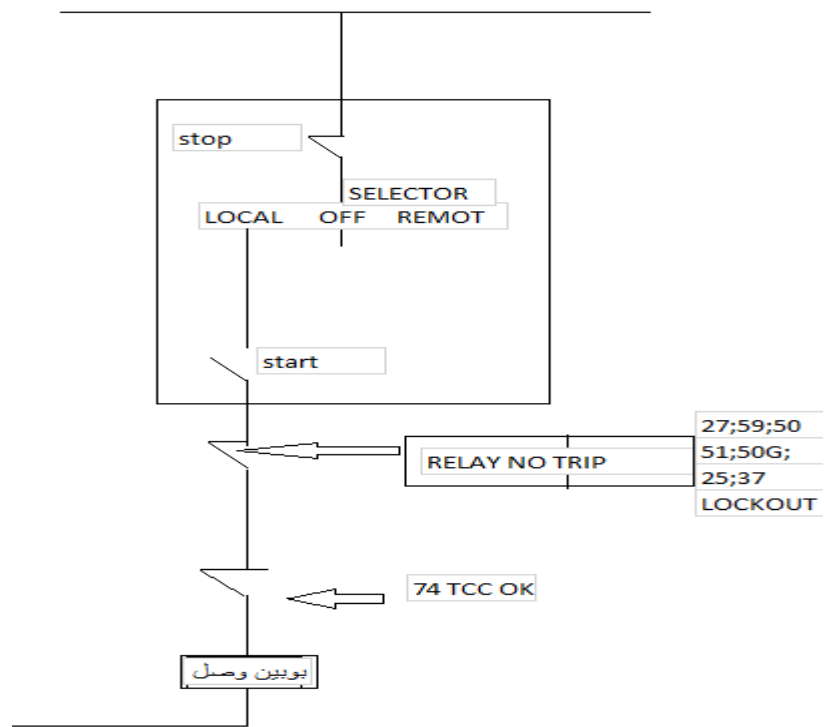 stop
SELECTOR
LOCAL OFF REMOT
start
RELAY NO TRIP
27;59;50
51;50G;
25;37
LOCKOUT
74 TCC OK
بوبين وصل